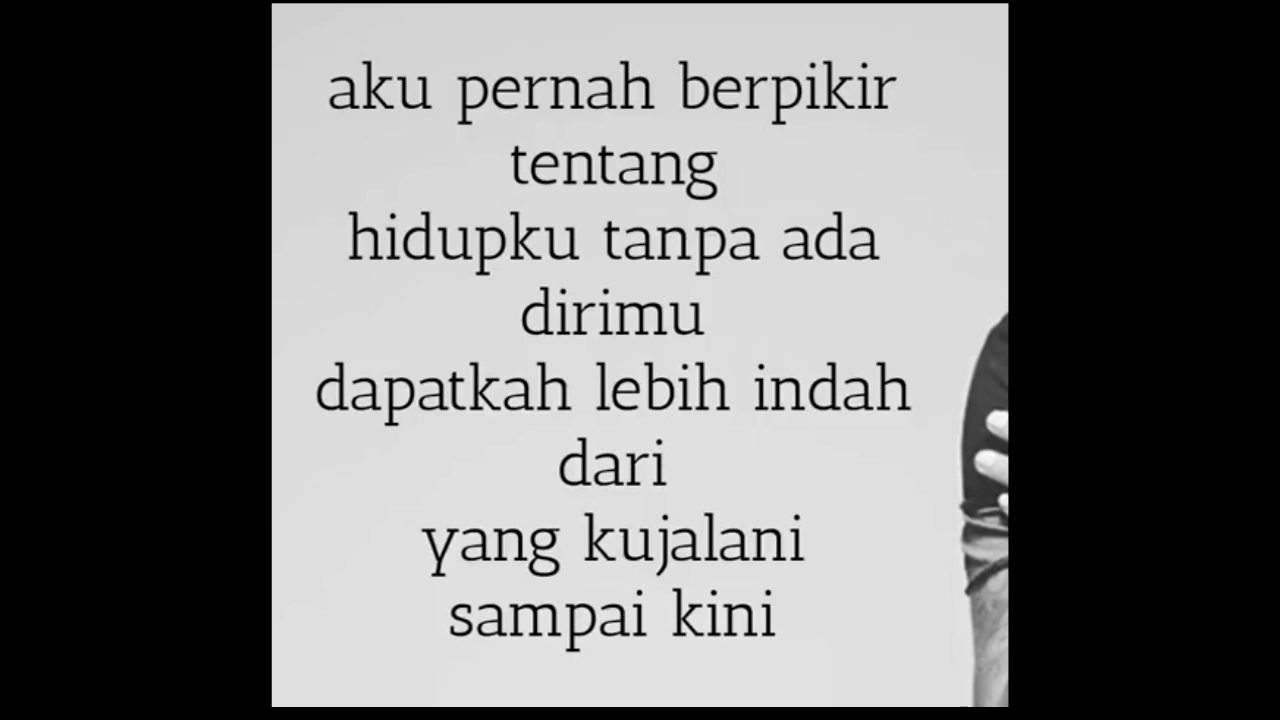 aku pernah berpikir
tentang
hidupku tanpa ada
dirimu
dapatkah lebih indah
dari
yang kujalani
sampai kini